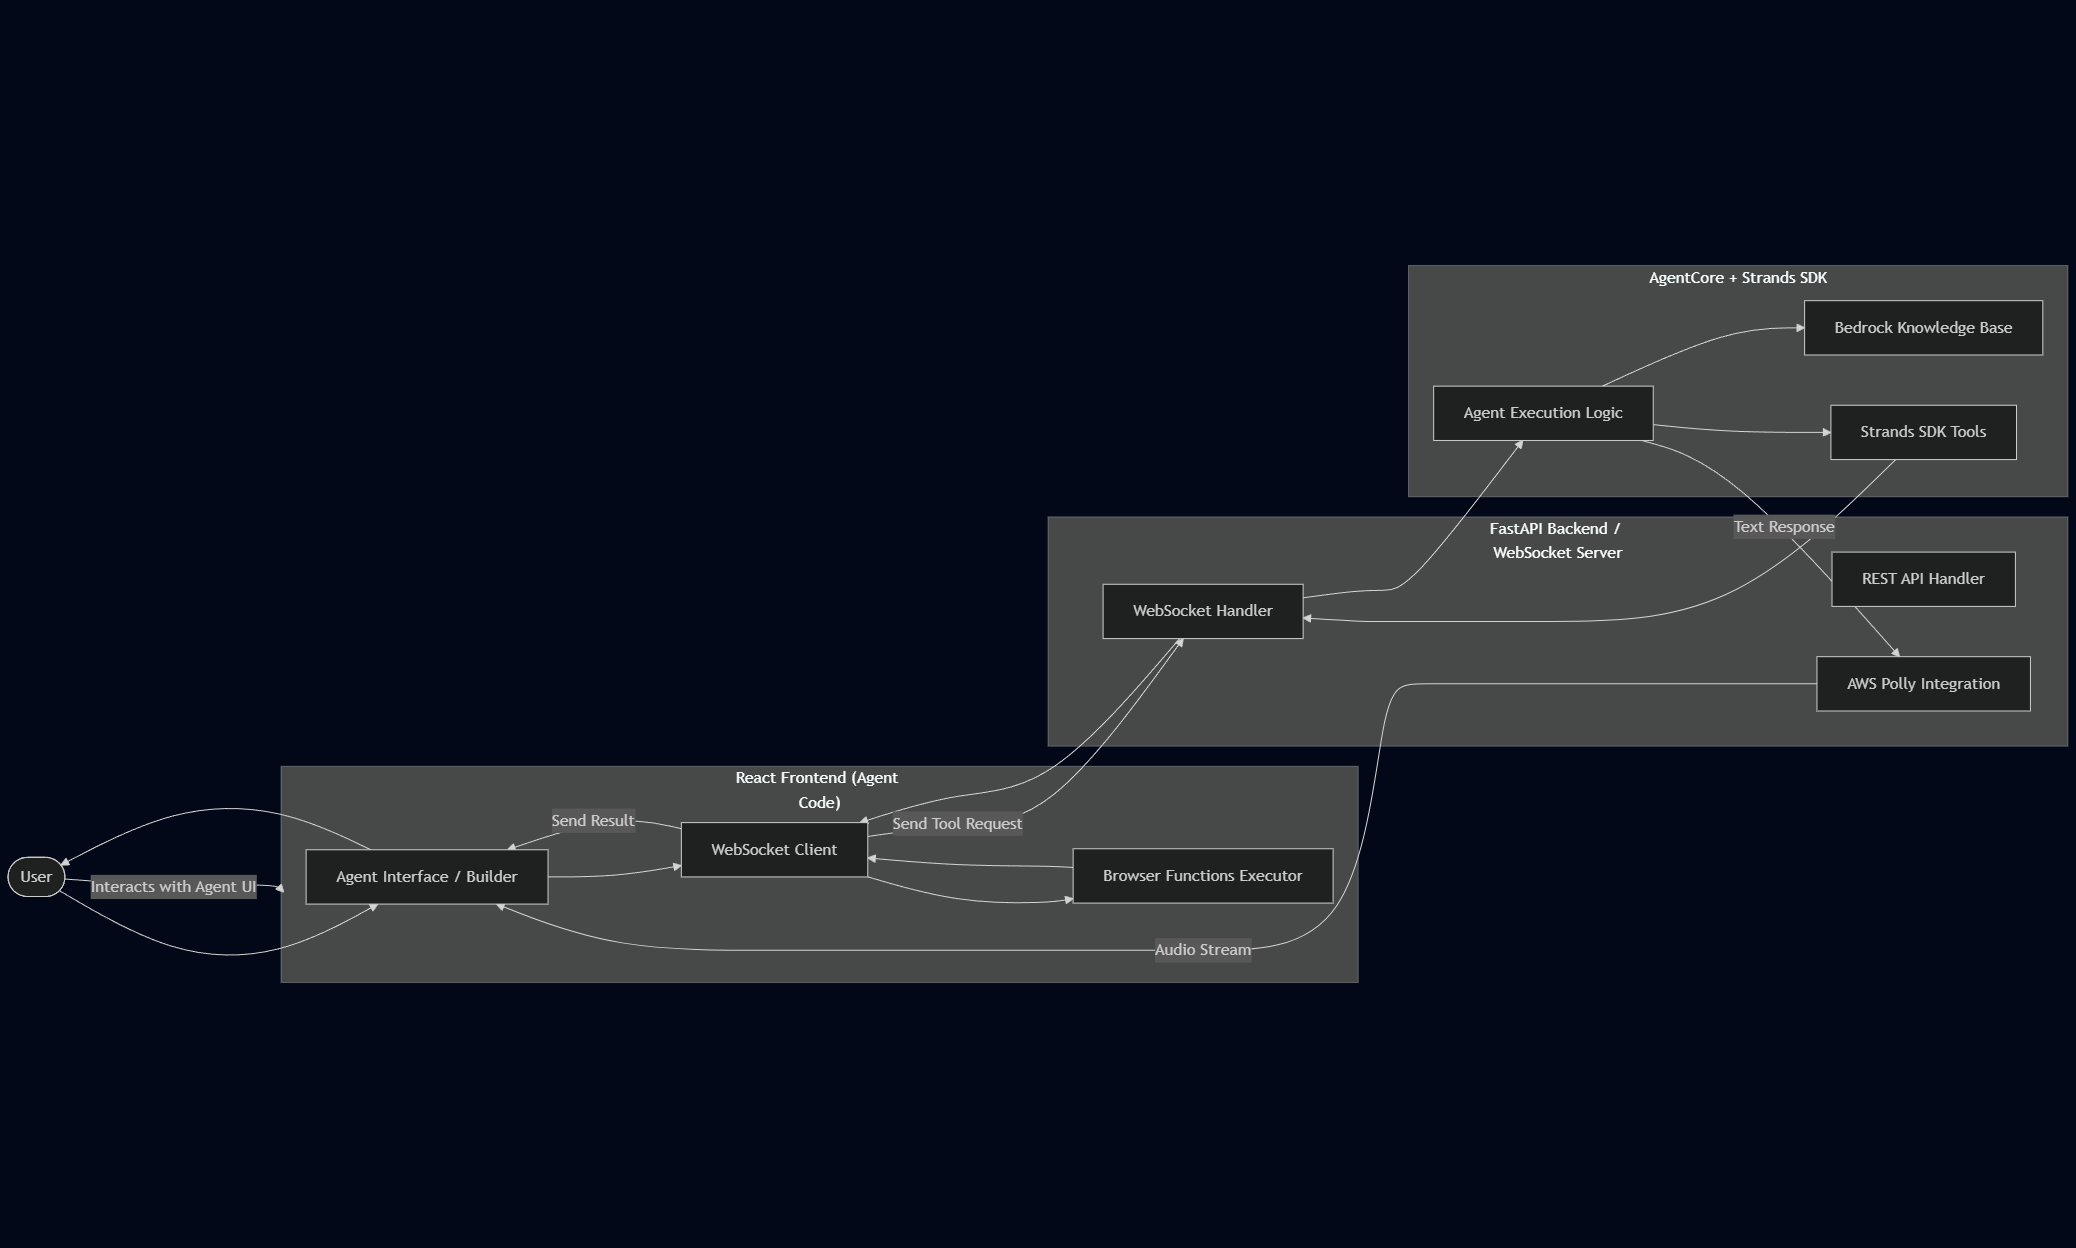 AgentCore + Strands SDK
Bedrock Knowledge Base
Agent Execution Logic
Strands SDK Tools
Text Response
FastAPI Backend /
WebSocket Server
REST API Handler
WebSocket Handler
AWS Polly Integration
React Frontend (Agent
Code)
Send Result
Send Tool Request
WebSocket Client
User
Interacts with Agent UI
Agent Interface / Builder
Browser Functions Executor
Audio Stream